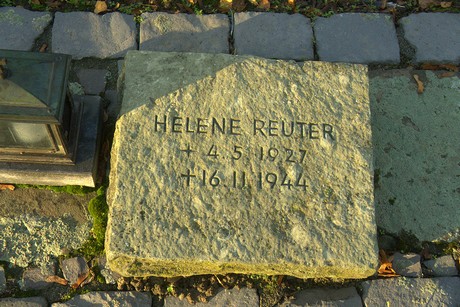 HELENE REUTER
+ 4.5.1927
+ 16.11.1944